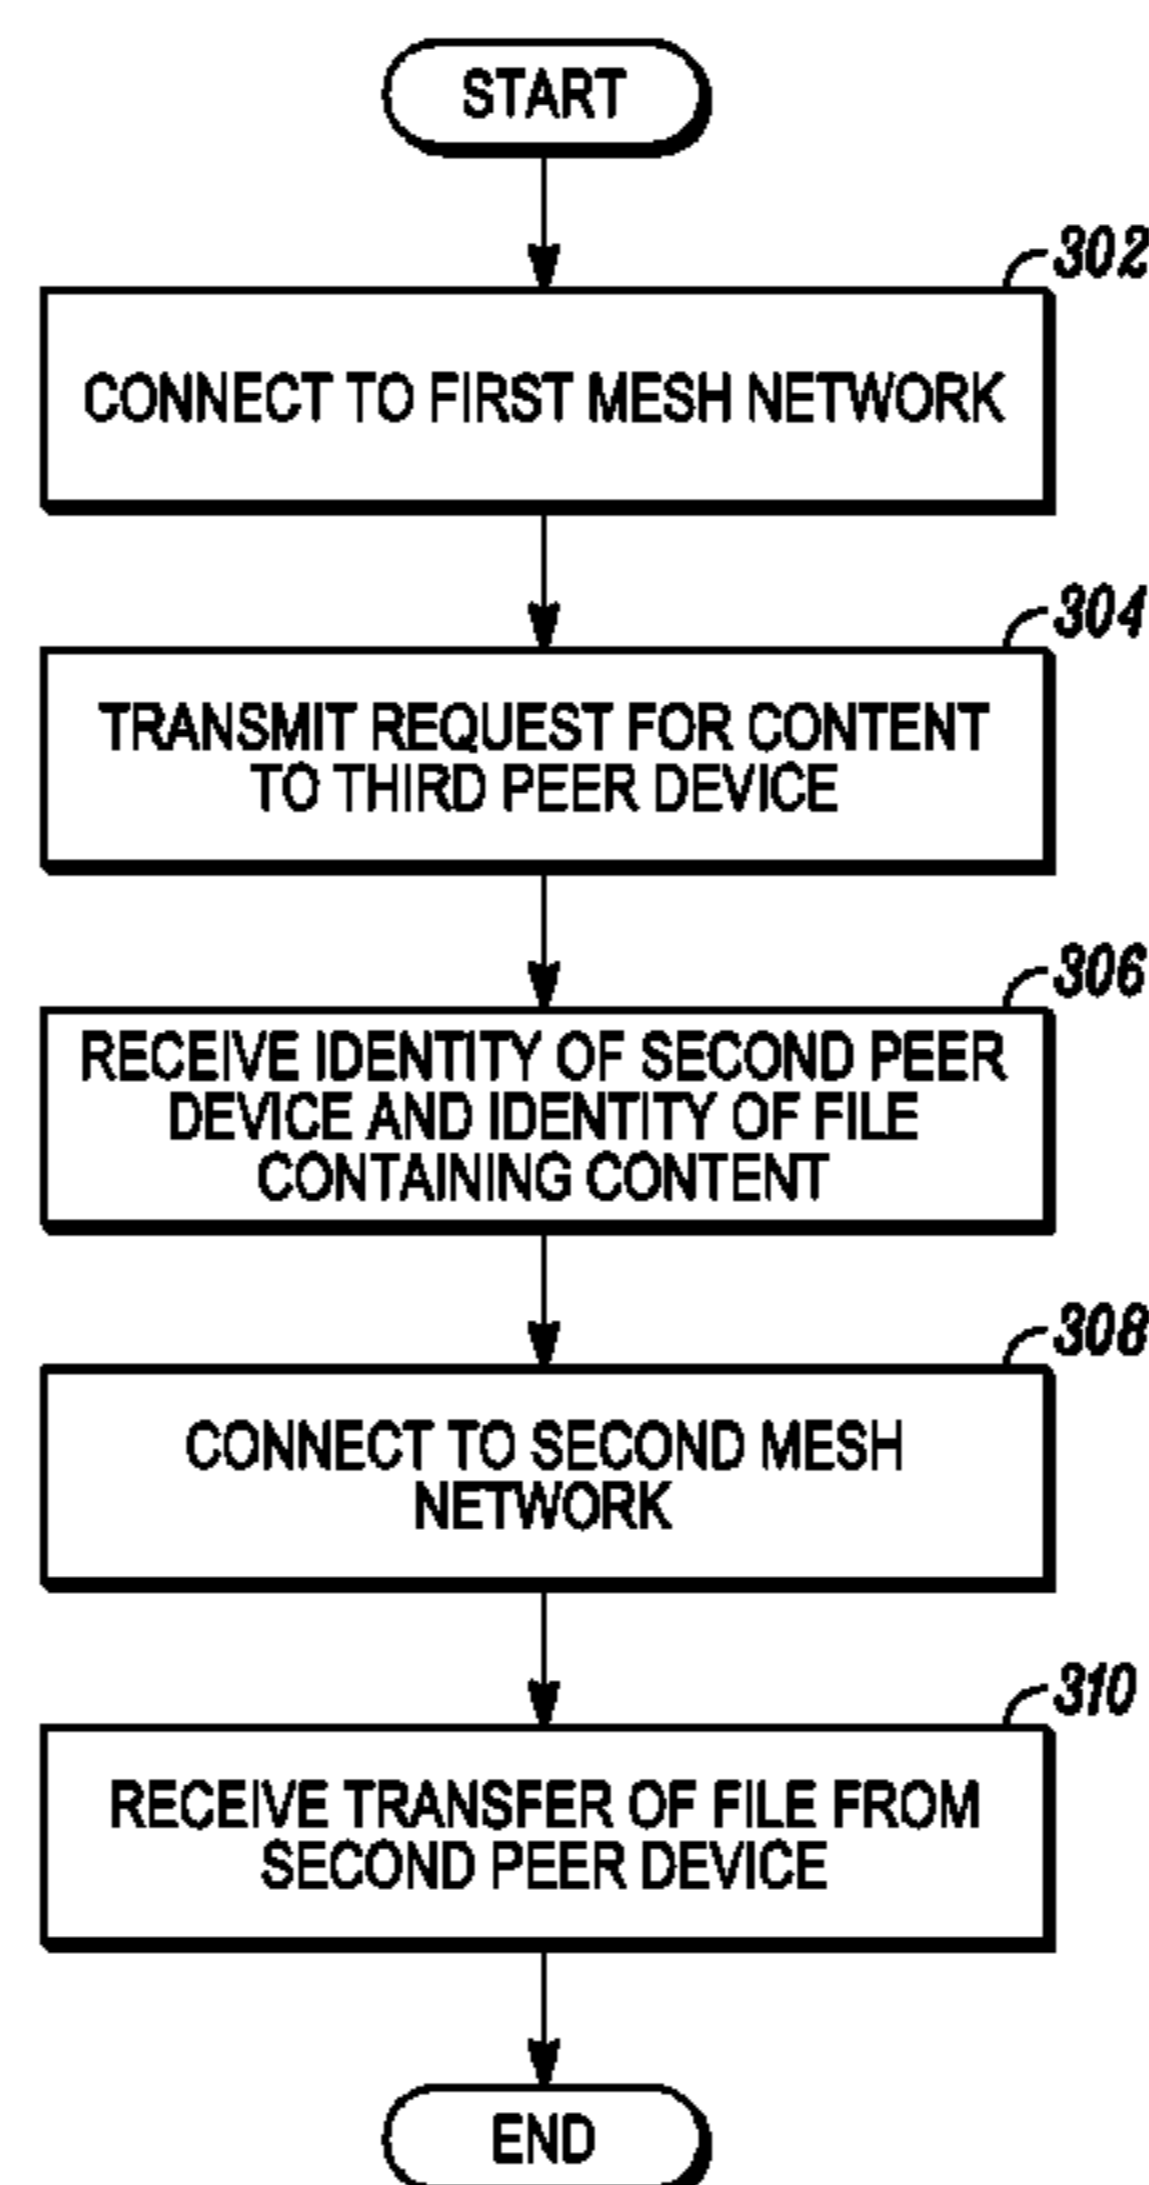 START
302
CONNECT TO FIRST MESH NETWORK
304
TRANSMIT REQUEST FOR CONTENT
TO THIRD PEER DEVICE
306
RECEIVE IDENTITY OF SECOND PEER
DEVICE AND IDENTITY OF FILE
CONTAINING CONTENT
308
CONNECT TO SECOND MESH
NETWORK
310
RECEIVE TRANSFER OF FILE FROM
SECOND PEER DEVICE
END